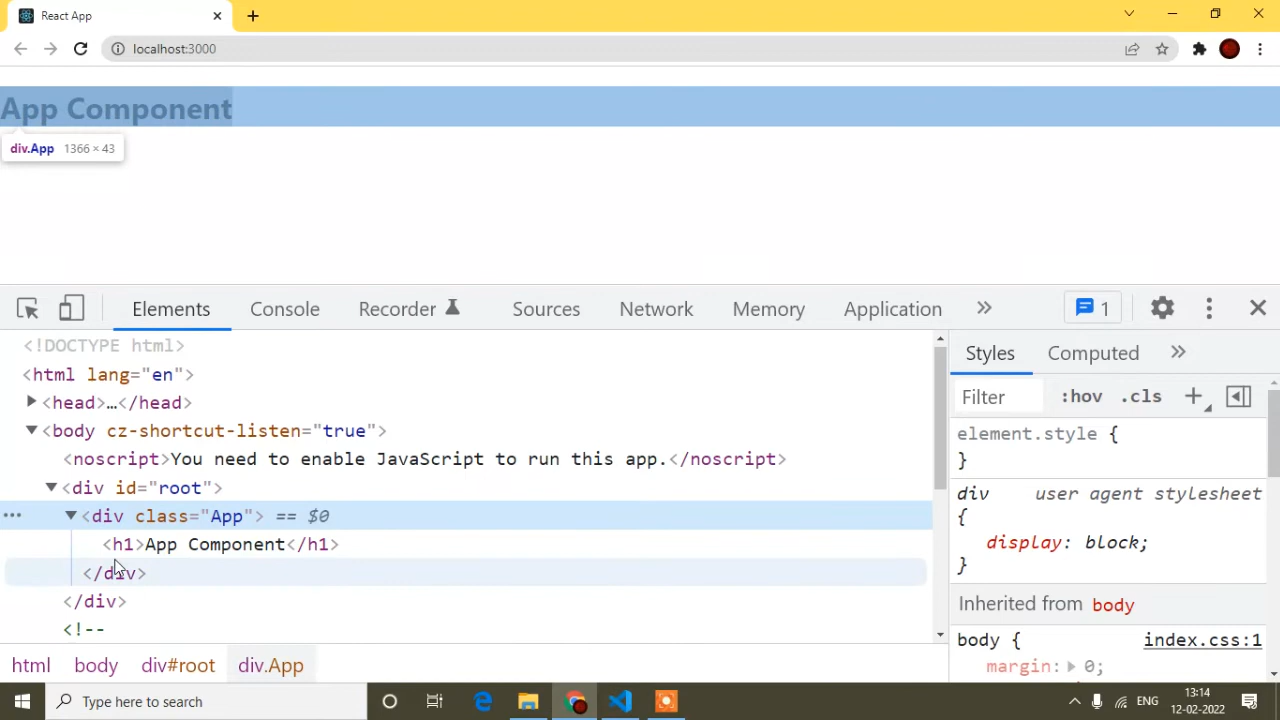 React App
localhost:3000
App Component
div.App 1366 × 43
Elements Console Recorder Sources Network Memory Application » 1
<!DOCTYPE html>
<html lang="en">
<head>…</head>
<body cz-shortcut-listen="true">
<noscript>You need to enable JavaScript to run this app.</noscript>
<div id="root">
<div class="App"> == $0
<h1>App Component</h1>
</div>
</div>
<!--
html body div#root div.App
Styles Computed »
Filter :hov .cls +
element.style {
}
div user agent stylesheet
{
display: block;
}
Inherited from body
body { index.css:1
margin: 0;
Type here to search
ENG 13:14
12-02-2022